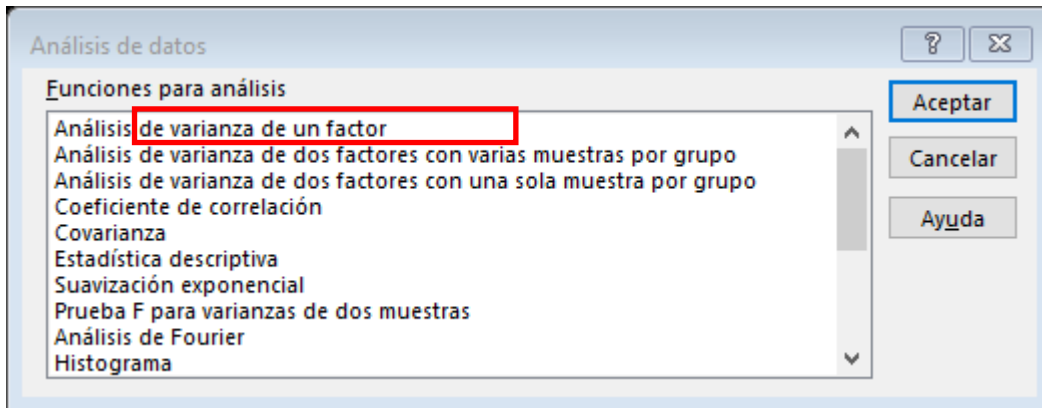 Análisis de datos
?
Funciones para análisis
Aceptar
Análisis de varianza de un factor
Análisis de varianza de dos factores con varias muestras por grupo
Cancelar
Análisis de varianza de dos factores con una sola muestra por grupo
Coeficiente de correlación
Ayuda
Covarianza
Estadística descriptiva
Suavización exponencial
Prueba F para varianzas de dos muestras
Análisis de Fourier
Histograma